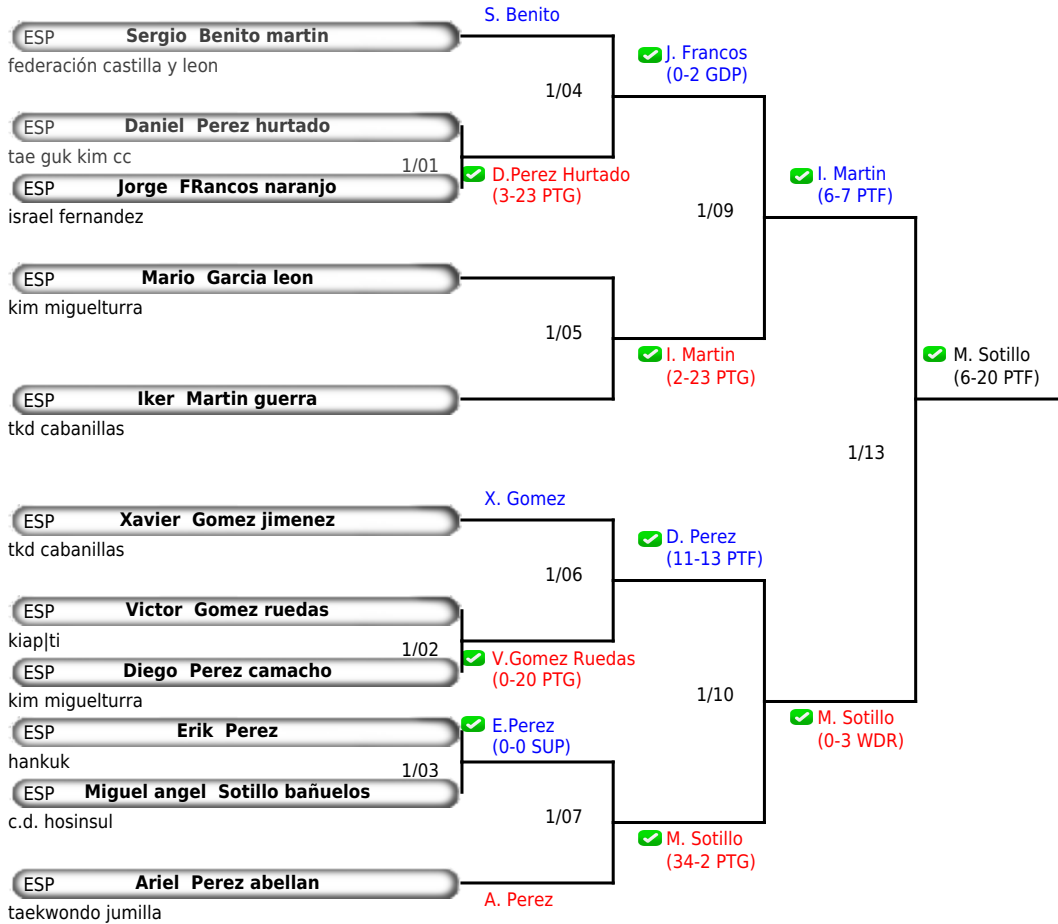 S. Benito
ESP Sergio Benito martin
federación castilla y leon
J. Francos
(0-2 GDP)
1/04
ESP Daniel Perez hurtado
tae guk kim cc
1/01
D.Perez Hurtado
(3-23 PTG)
I. Martin
(6-7 PTF)
ESP Jorge FRancos naranjo
israel fernandez
1/09
ESP Mario Garcia leon
kim miguelturra
1/05
I. Martin
(2-23 PTG)
M. Sotillo
(6-20 PTF)
ESP Iker Martin guerra
tkd cabanillas
1/13
X. Gomez
ESP Xavier Gomez jimenez
tkd cabanillas
D. Perez
(11-13 PTF)
1/06
ESP Victor Gomez ruedas
kiap|ti
1/02
V.Gomez Ruedas
(0-20 PTG)
ESP Diego Perez camacho
kim miguelturra
1/10
E.Perez
(0-0 SUP)
M. Sotillo
(0-3 WDR)
ESP Erik Perez
hankuk
1/03
ESP Miguel angel Sotillo bañuelos
c.d. hosinsul
1/07
M. Sotillo
(34-2 PTG)
ESP Ariel Perez abellan
A. Perez
taekwondo jumilla